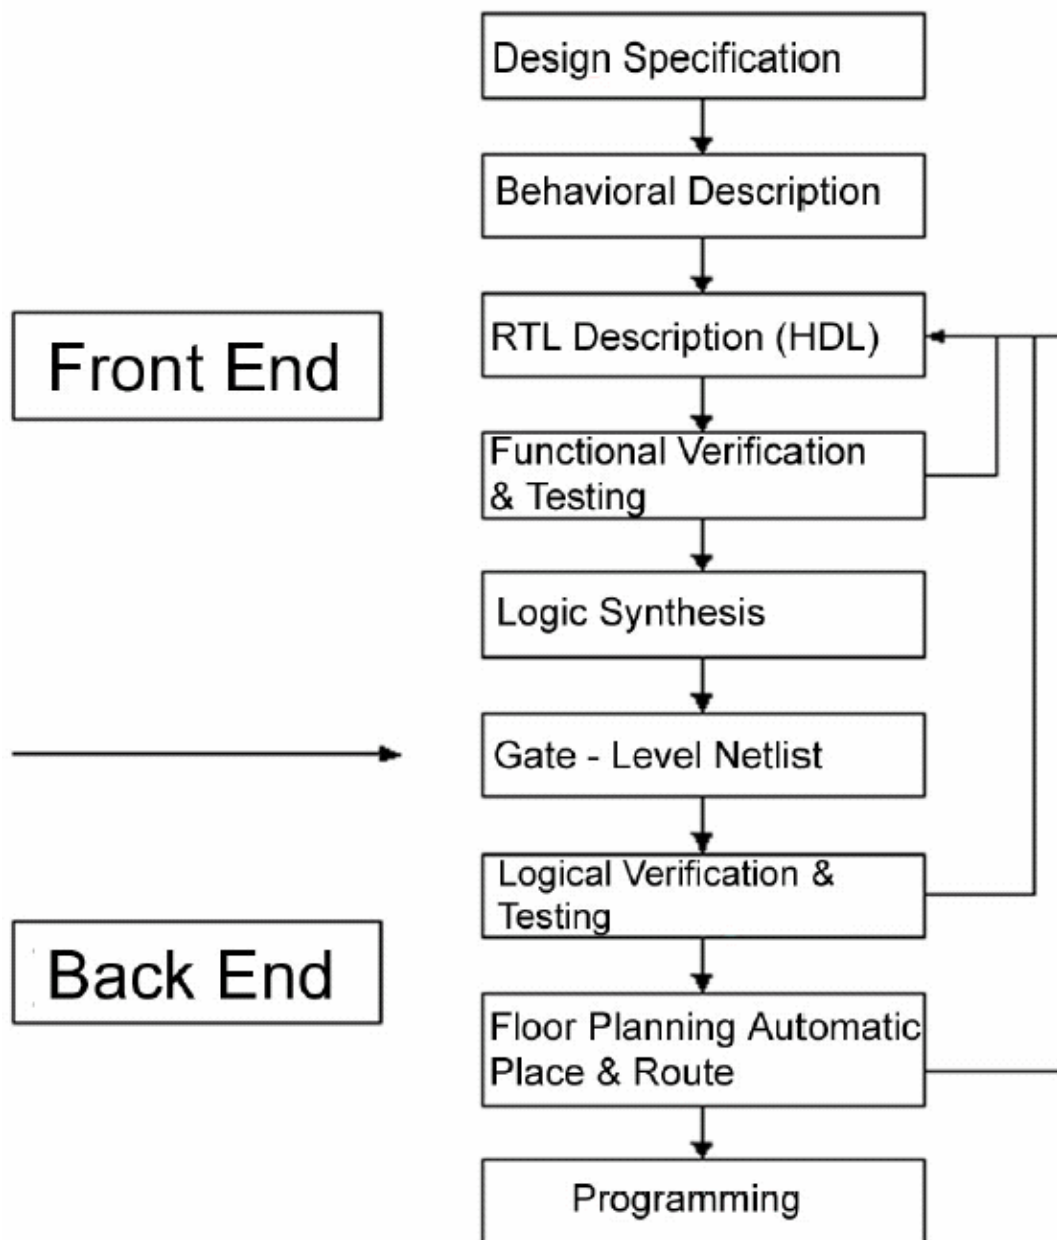 Design Specification
Behavioral Description
RTL Description (HDL)
Front End
Functional Verification
& Testing
Logic Synthesis
Gate - Level Netlist
Logical Verification &
Testing
Back End
Floor Planning Automatic
Place & Route
Programming